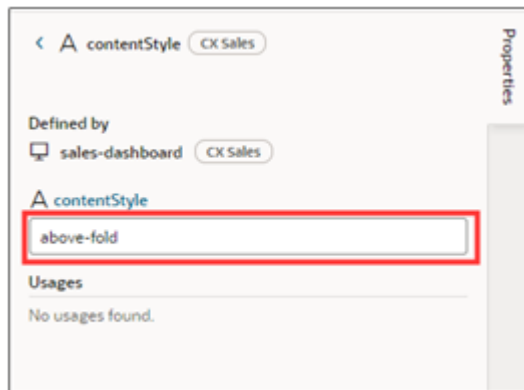 A contentStyle CX Sales
Properties
Defined by
sales-dashboard CX Sales
A contentStyle
above-fold
Usages
No usages found.